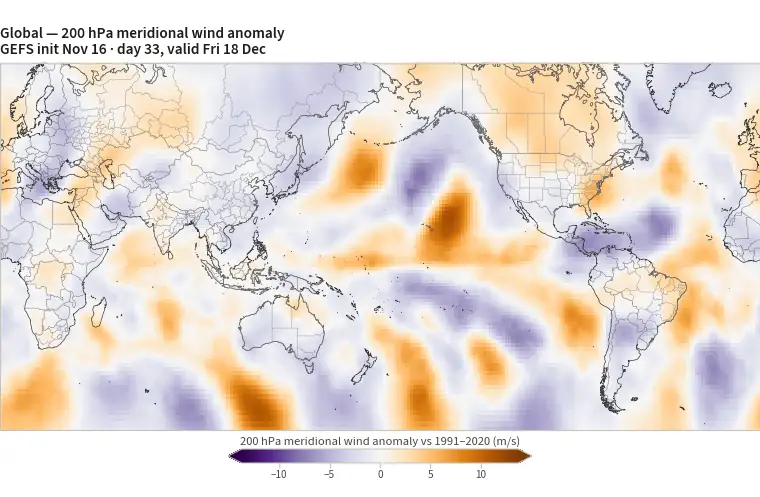 Global — 200 hPa meridional wind anomaly
GEFS init Nov 16 · day 33, valid Fri 18 Dec
200 hPa meridional wind anomaly vs 1991–2020 (m/s)
−10 −5 0 5 10